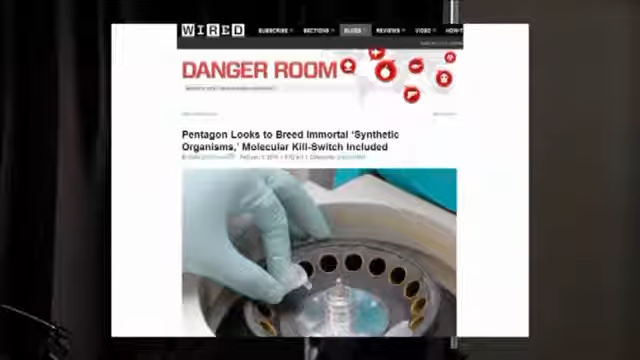 WIRED SUBSCRIBE SECTIONS BLOGS REVIEWS VIDEO HOW-T
DANGER ROOM
Pentagon Looks to Breed Immortal ‘Synthetic
Organisms,’ Molecular Kill-Switch Included